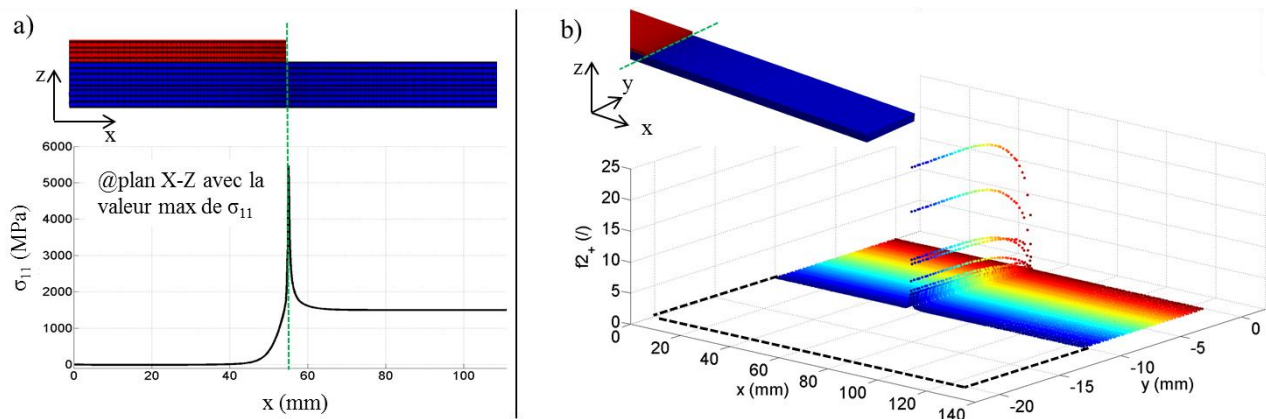 a)
z
x
6000
5000
4000
3000
2000
1000
0
σ₁₁ (MPa)
@plan X-Z avec la
valeur max de σ₁₁
0 20 40 60 80 100
x (mm)
b)
z
y
x
25
20
15
10
5
0
f2₊ (/)
0 20 40 60 80 100 120 140
x (mm)
-20 -15 -10 -5 0
y (mm)